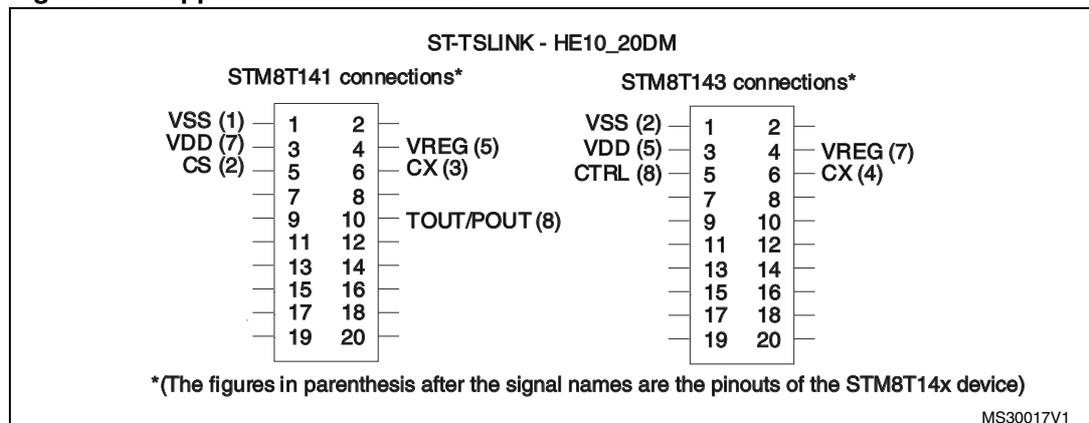 ST-TSLINK - HE10_20DM
STM8T141 connections*
VSS (1) 1 2
VDD (7) 3 4 VREG (5)
CS (2) 5 6 CX (3)
7 8
9 10 TOUT/POUT (8)
11 12
13 14
15 16
17 18
19 20
STM8T143 connections*
VSS (2) 1 2
VDD (5) 3 4 VREG (7)
CTRL (8) 5 6 CX (4)
7 8
9 10
11 12
13 14
15 16
17 18
19 20
*(The figures in parenthesis after the signal names are the pinouts of the STM8T14x device)
MS30017V1